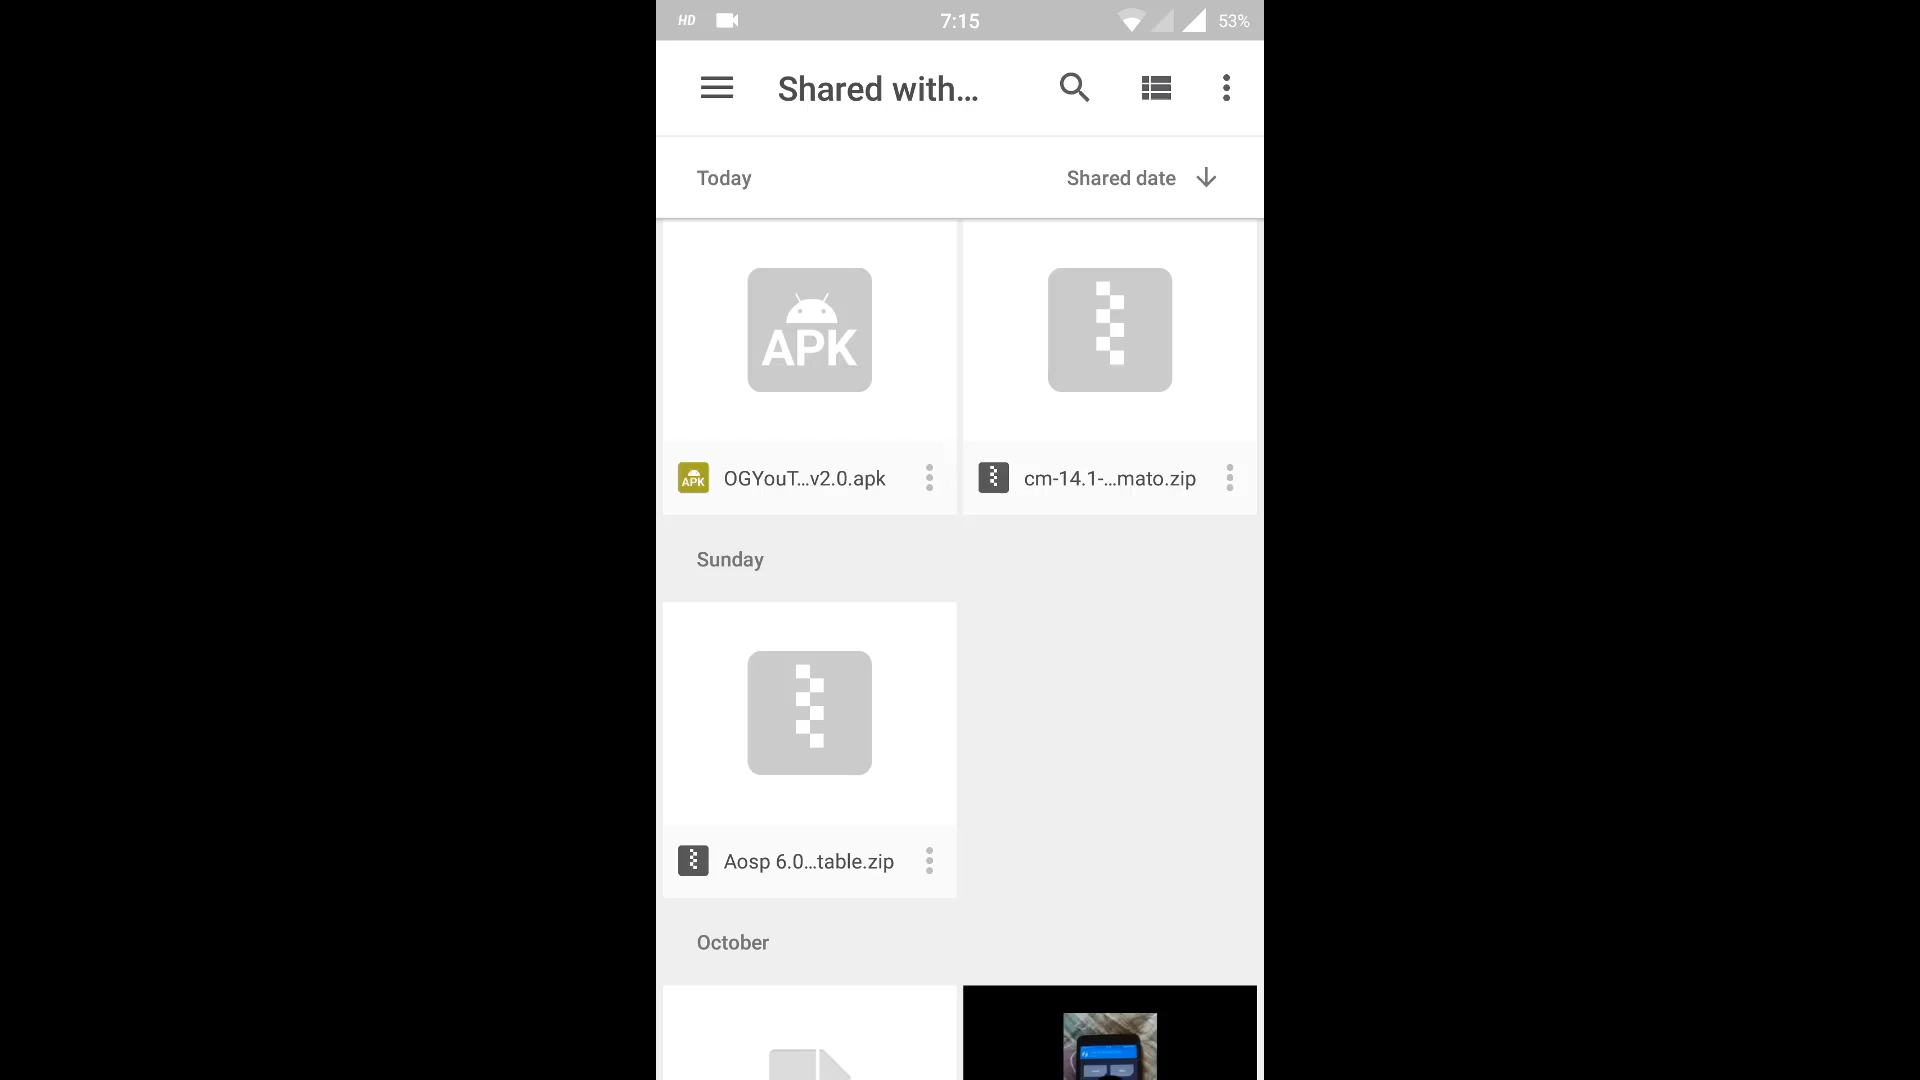 HD 7:15 53%
Shared with...
Today Shared date
APK
APK OGYouT...v2.0.apk
cm-14.1-...mato.zip
Sunday
Aosp 6.0...table.zip
October